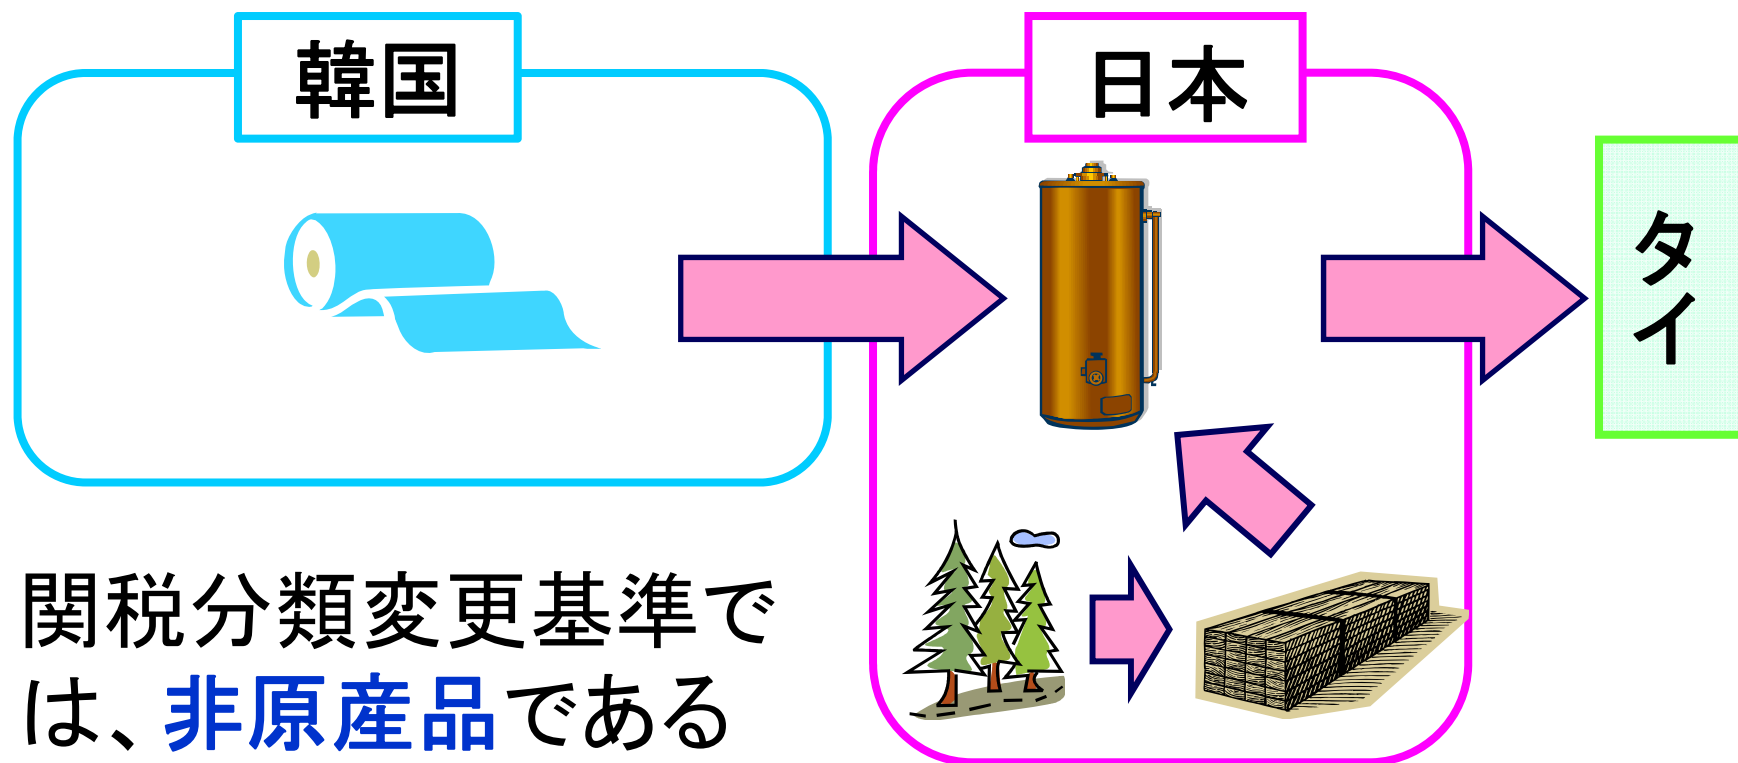 韓国
日本
タイ
関税分類変更基準で
は、非原産品である